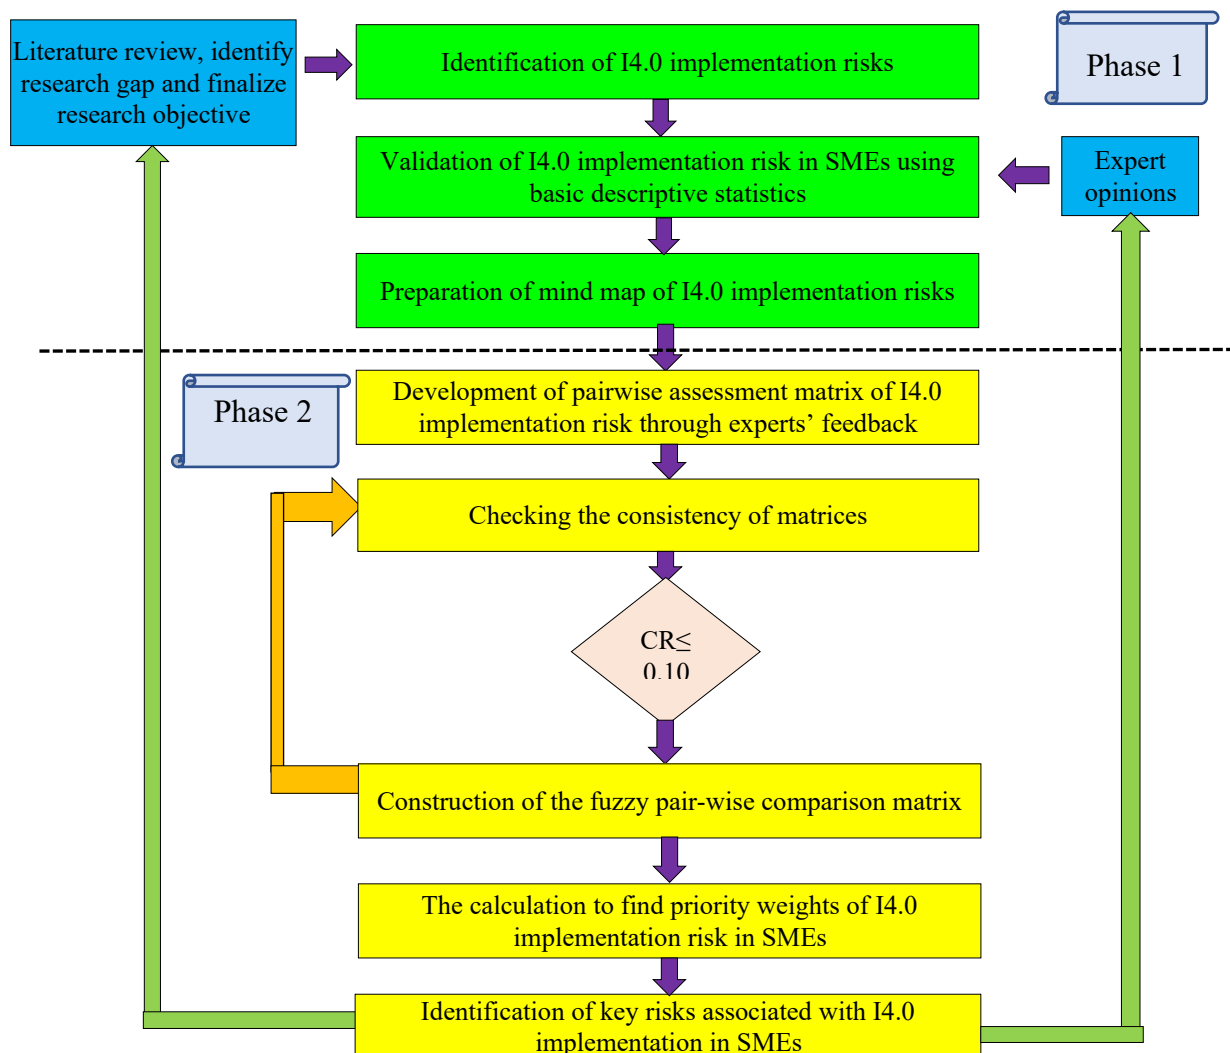 Literature review, identify
research gap and finalize
research objective
Identification of I4.0 implementation risks
Phase 1
Validation of I4.0 implementation risk in SMEs using
basic descriptive statistics
Expert
opinions
Preparation of mind map of I4.0 implementation risks
Phase 2
Development of pairwise assessment matrix of I4.0
implementation risk through experts’ feedback
Checking the consistency of matrices
CR≤
0.10
Construction of the fuzzy pair-wise comparison matrix
The calculation to find priority weights of I4.0
implementation risk in SMEs
Identification of key risks associated with I4.0
implementation in SMEs